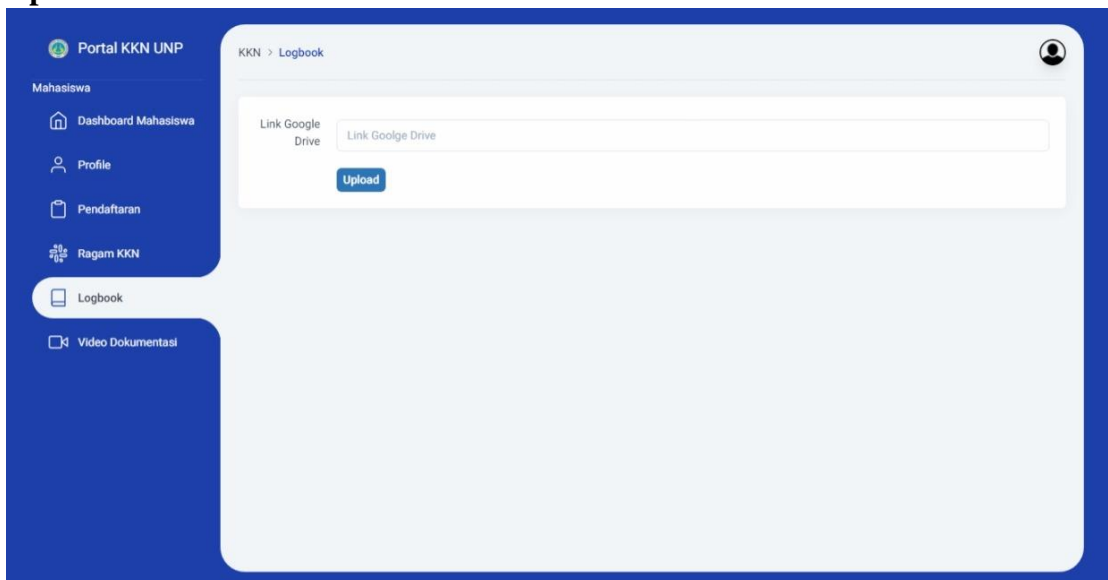 Portal KKN UNP
Mahasiswa
Dashboard Mahasiswa
Profile
Pendaftaran
Ragam KKN
Logbook
Video Dokumentasi
KKN > Logbook
Link Google
Drive
Link Goolge Drive
Upload